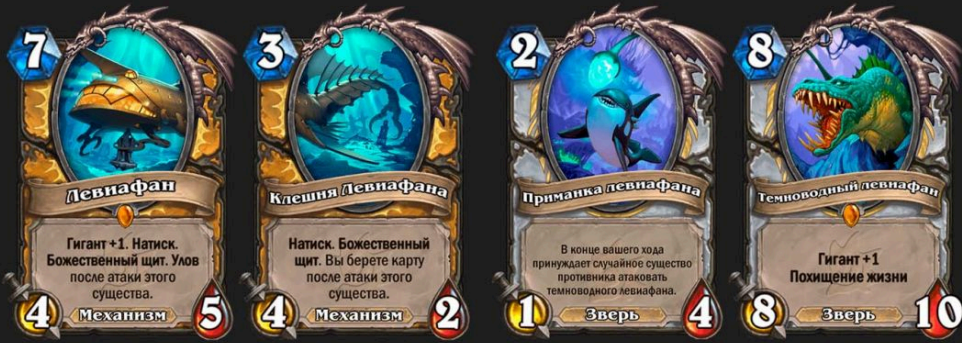 7
Левиафан
Гигант +1. Натиск.
Божественный щит. Улов
после атаки этого
существа.
4
Механизм
5
3
Клешня Левиафана
Натиск. Божественный
щит. Вы берете карту
после атаки этого
существа.
4
Механизм
2
2
Приманка левиафана
В конце вашего хода
принуждает случайное существо
противника атаковать
темноводного левиафана.
1
Зверь
4
8
Темноводный левиафан
Гигант +1
Похищение жизни
8
Зверь
10